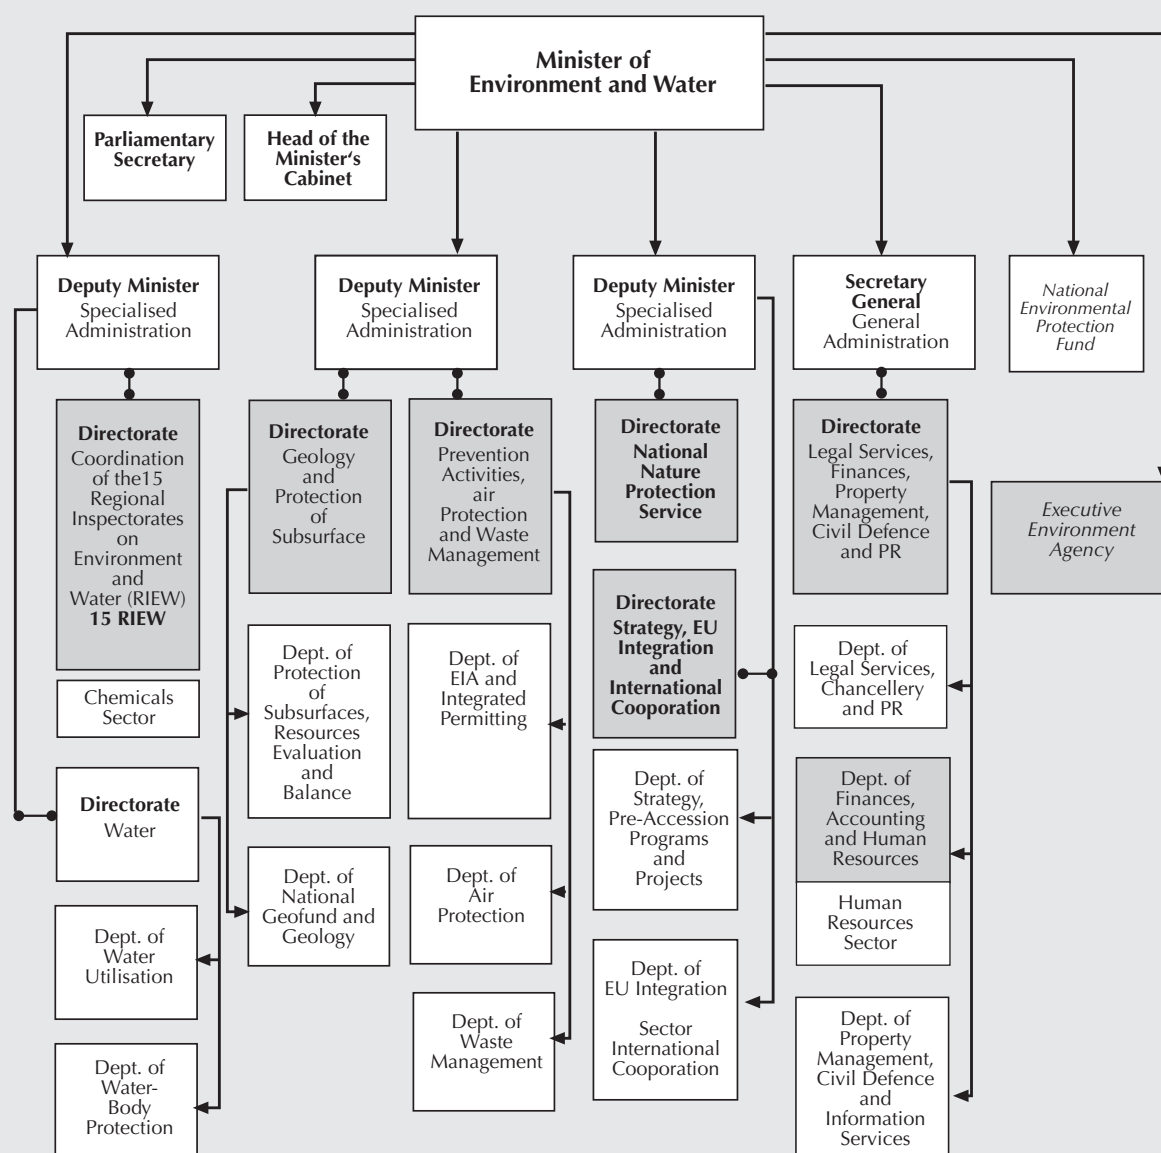 Minister of
Environment and Water
Parliamentary
Secretary
Head of the
Minister‘s
Cabinet
Deputy Minister
Specialised
Administration
Deputy Minister
Specialised
Administration
Deputy Minister
Specialised
Administration
Secretary
General
General
Administration
National
Environmental
Protection
Fund
Directorate
Coordination
of the15
Regional
Inspectorates
on
Environment
and
Water (RIEW)
15 RIEW
Directorate
Geology
and
Protection
of
Subsurface
Directorate
Prevention
Activities,
air
Protection
and Waste
Management
Directorate
National
Nature
Protection
Service
Directorate
Legal Services,
Finances,
Property
Management,
Civil Defence
and PR
Executive
Environment
Agency
Directorate
Strategy, EU
Integration
and
International
Cooporation
Chemicals
Sector
Dept. of
Protection
of
Subsurfaces,
Resources
Evaluation
and
Balance
Dept. of
EIA and
Integrated
Permitting
Dept. of
Legal Services,
Chancellery
and PR
Directorate
Water
Dept. of
Strategy,
Pre-Accession
Programs
and
Projects
Dept. of
Finances,
Accounting
and Human
Resources
Human
Resources
Sector
Dept. of
National
Geofund and
Geology
Dept. of
Air
Protection
Dept. of
Water
Utilisation
Dept. of
EU Integration
Sector
International
Cooporation
Dept. of
Waste
Management
Dept. of
Property
Management,
Civil Defence
and
Information
Services
Dept. of
Water-
Body
Protection